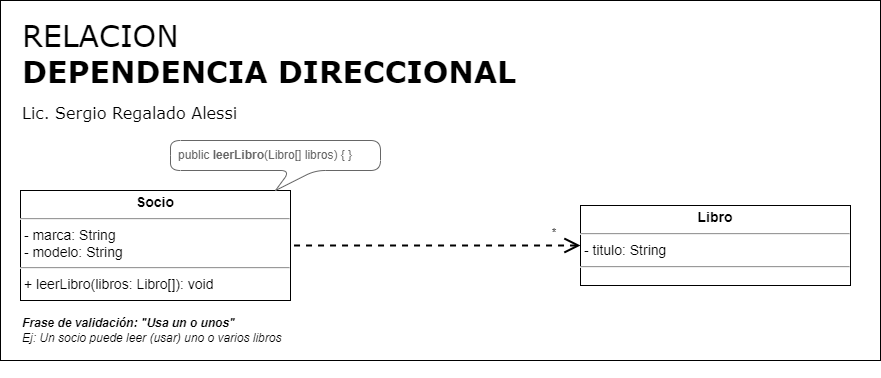 RELACION
DEPENDENCIA DIRECCIONAL
Lic. Sergio Regalado Alessi
public leerLibro(Libro[] libros) { }
Socio
- marca: String
- modelo: String
+ leerLibro(libros: Libro[]): void
*
Libro
- titulo: String
Frase de validación: "Usa un o unos"
Ej: Un socio puede leer (usar) uno o varios libros